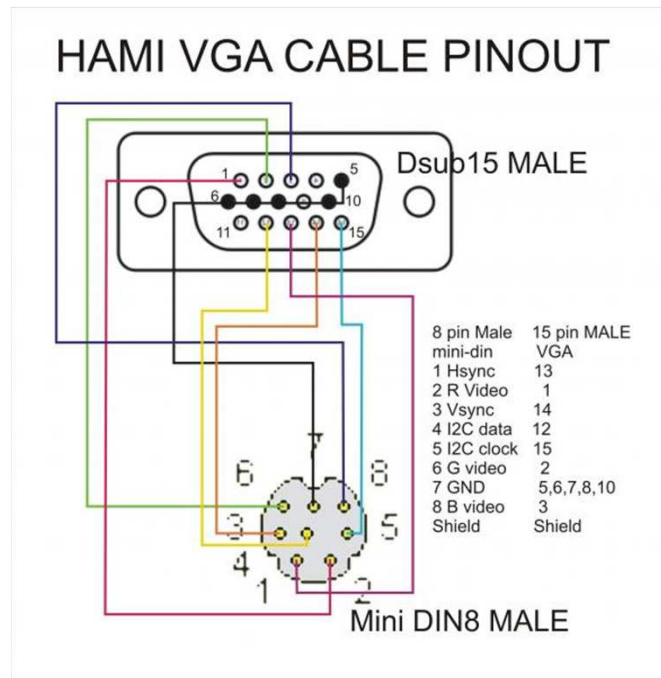 HAMI VGA CABLE PINOUT
Dsub15 MALE
1
5
6
10
11
15
8 pin Male 15 pin MALE
mini-din VGA
1 Hsync 13
2 R Video 1
3 Vsync 14
4 I2C data 12
5 I2C clock 15
6 G video 2
7 GND 5,6,7,8,10
8 B video 3
Shield Shield
7
6
8
3
5
4
1
2
Mini DIN8 MALE